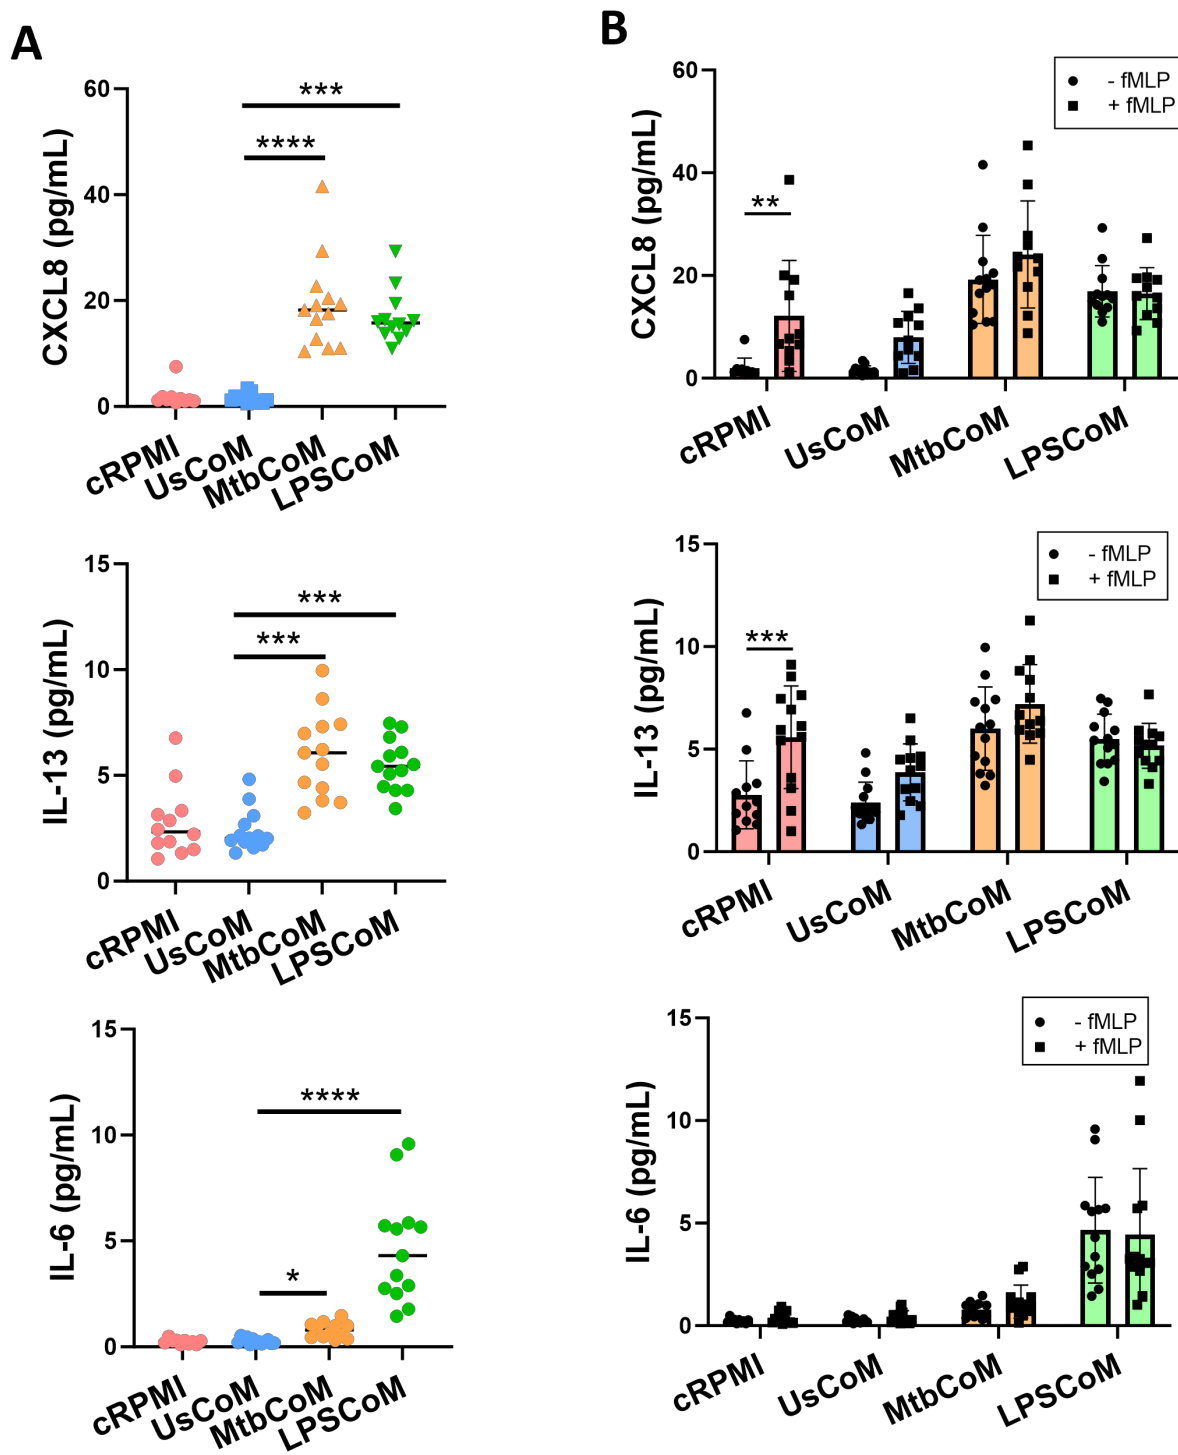 A
CXCL8 (pg/mL)
60
40
20
0
***
****
cRPMI
UsCoM
MtbCoM
LPSCoM
IL-13 (pg/mL)
15
10
5
0
***
***
cRPMI
UsCoM
MtbCoM
LPSCoM
IL-6 (pg/mL)
15
10
5
0
****
*
cRPMI
UsCoM
MtbCoM
LPSCoM
B
CXCL8 (pg/mL)
60
40
20
0
- fMLP
+ fMLP
**
cRPMI
UsCoM
MtbCoM
LPSCoM
IL-13 (pg/mL)
15
10
5
0
- fMLP
+ fMLP
***
cRPMI
UsCoM
MtbCoM
LPSCoM
IL-6 (pg/mL)
15
10
5
0
- fMLP
+ fMLP
cRPMI
UsCoM
MtbCoM
LPSCoM